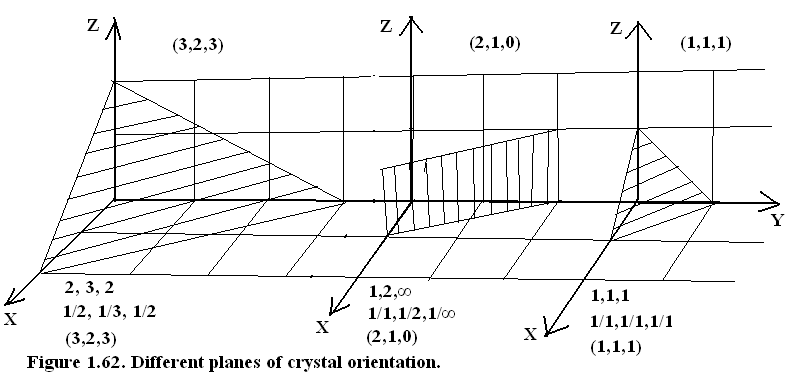 Z
(3,2,3)
Z
(2,1,0)
Z
(1,1,1)
Y
X
2, 3, 2
1/2, 1/3, 1/2
(3,2,3)
X
1,2,∞
1/1,1/2,1/∞
(2,1,0)
X
1,1,1
1/1,1/1,1/1
(1,1,1)
Figure 1.62. Different planes of crystal orientation.